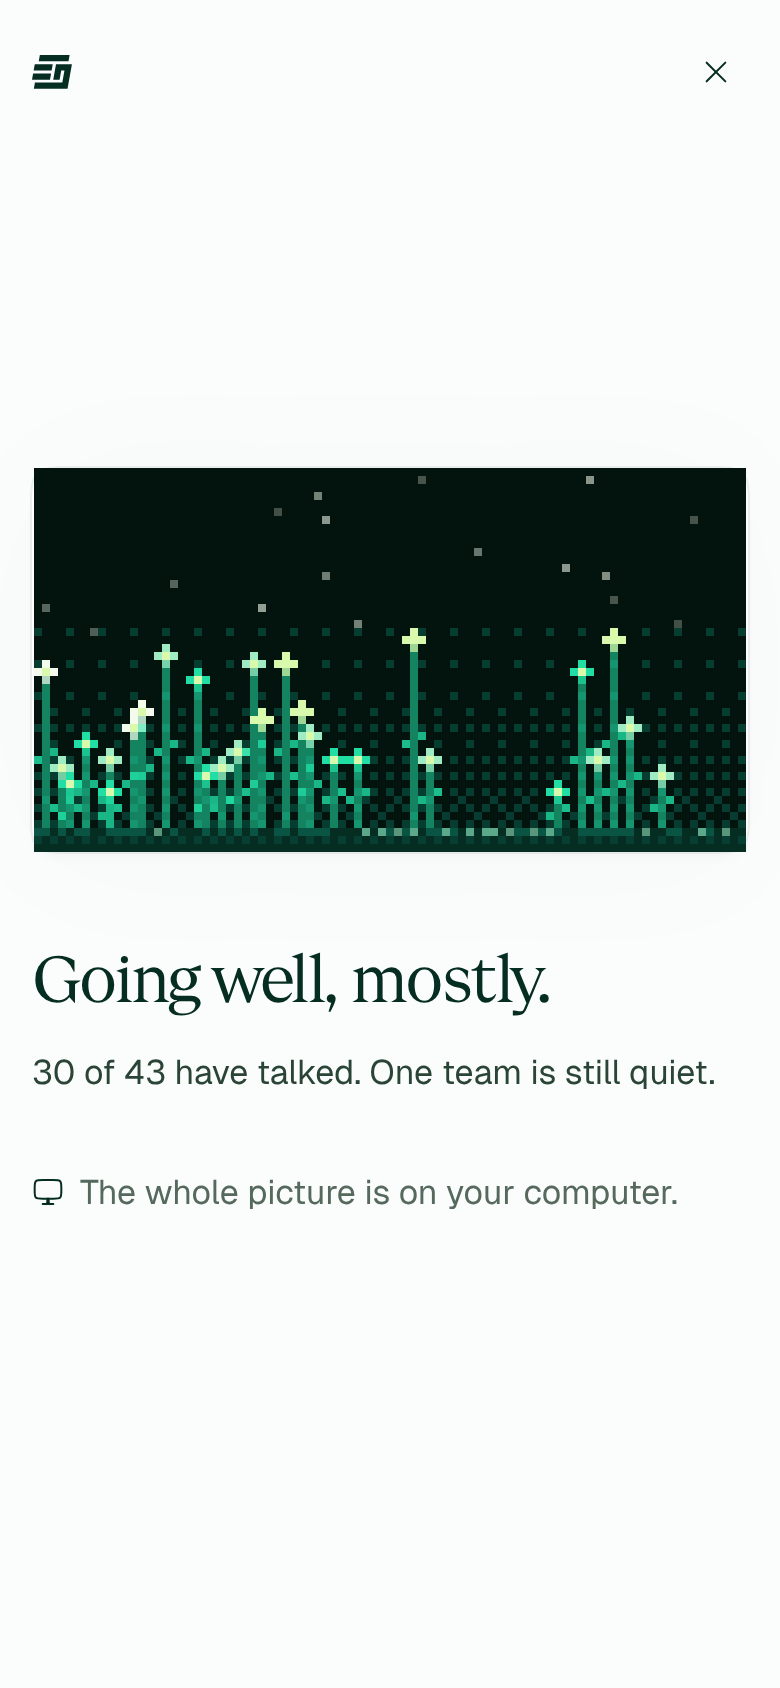 Going well, mostly.
30 of 43 have talked. One team is still quiet.
The whole picture is on your computer.